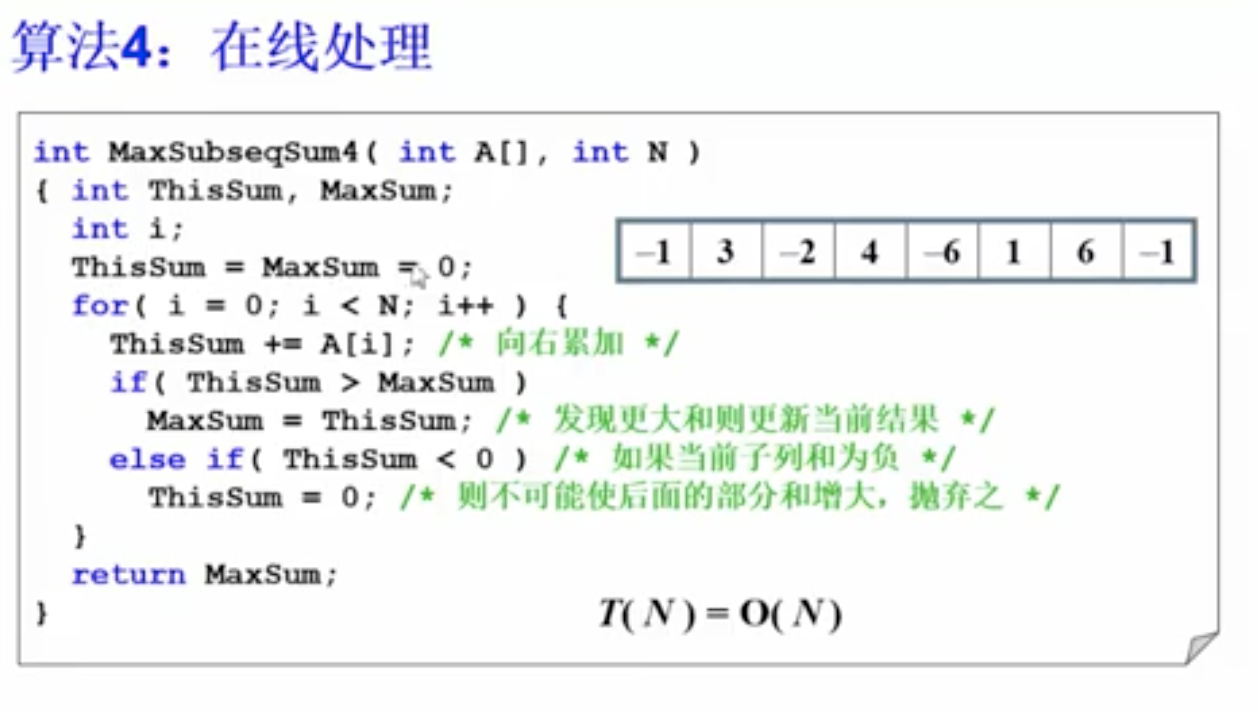 算法4：在线处理
int MaxSubseqSum4( int A[], int N )
{ int ThisSum, MaxSum;
int i;
ThisSum = MaxSum = 0;
for( i = 0; i < N; i++ ) {
ThisSum += A[i]; /* 向右累加 */
if( ThisSum > MaxSum )
MaxSum = ThisSum; /* 发现更大和则更新当前结果 */
else if( ThisSum < 0 ) /* 如果当前子列和为负 */
ThisSum = 0; /* 则不可能使后面的部分和增大，抛弃之 */
}
return MaxSum;
}
–1 3 –2 4 –6 1 6 –1
T( N ) = O( N )